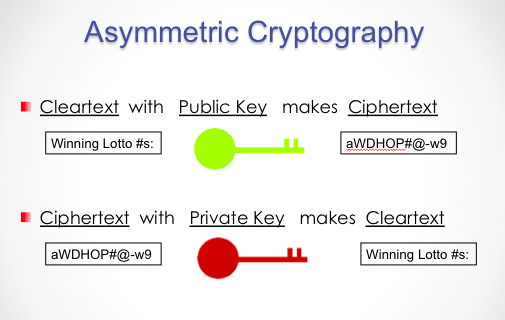 Asymmetric Cryptography
Cleartext with Public Key makes Ciphertext
Winning Lotto #s: aWDHOP#@-w9
Ciphertext with Private Key makes Cleartext
aWDHOP#@-w9 Winning Lotto #s: